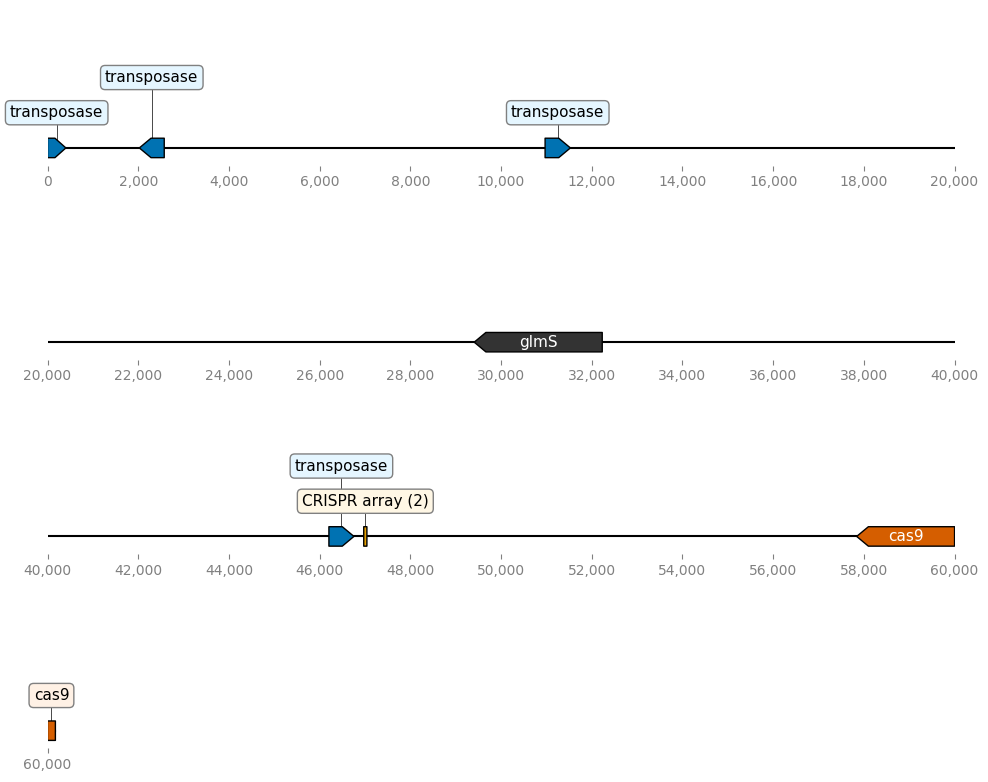 transposase
transposase transposase
0 2,000 4,000 6,000 8,000 10,000 12,000 14,000 16,000 18,000 20,000
glmS
20,000 22,000 24,000 26,000 28,000 30,000 32,000 34,000 36,000 38,000 40,000
transposase
CRISPR array (2)
cas9
40,000 42,000 44,000 46,000 48,000 50,000 52,000 54,000 56,000 58,000 60,000
cas9
60,000